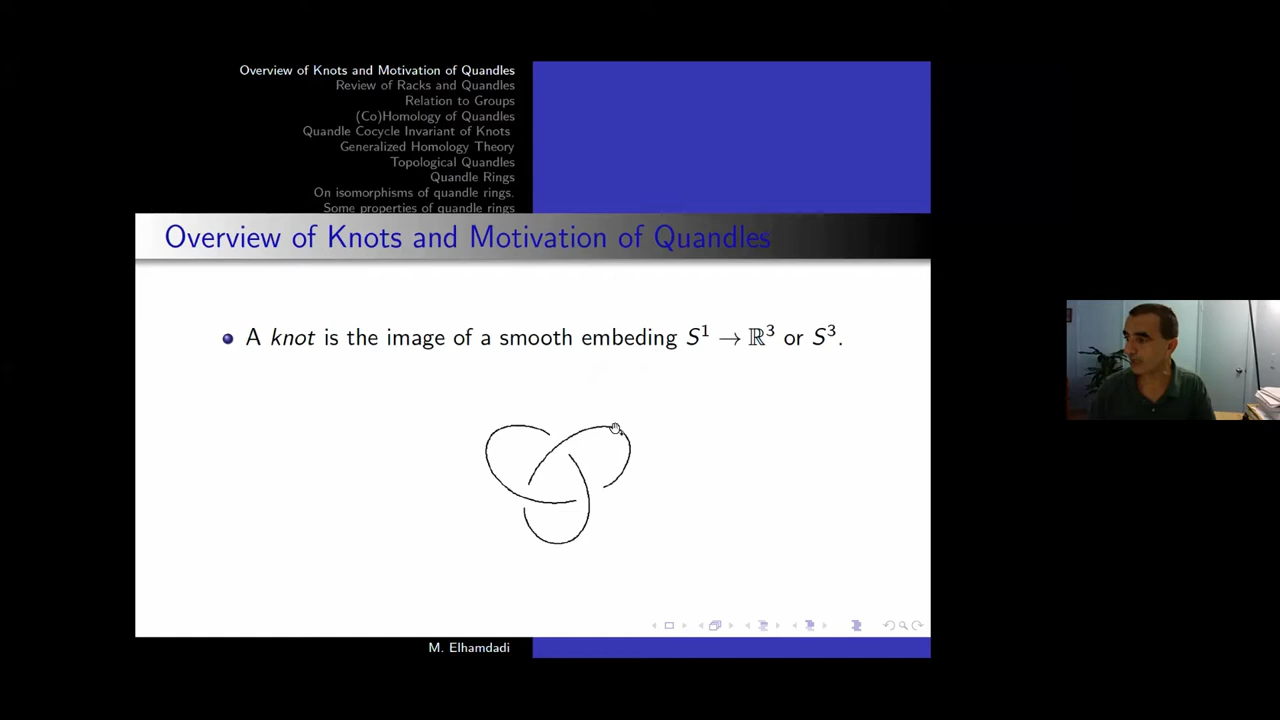 Overview of Knots and Motivation of Quandles
Review of Racks and Quandles
Relation to Groups
(Co)Homology of Quandles
Quandle Cocycle Invariant of Knots
Generalized Homology Theory
Topological Quandles
Quandle Rings
On isomorphisms of quandle rings.
Some properties of quandle rings
Overview of Knots and Motivation of Quandles
A knot is the image of a smooth embeding S¹ → ℝ³ or S³.
M. Elhamdadi